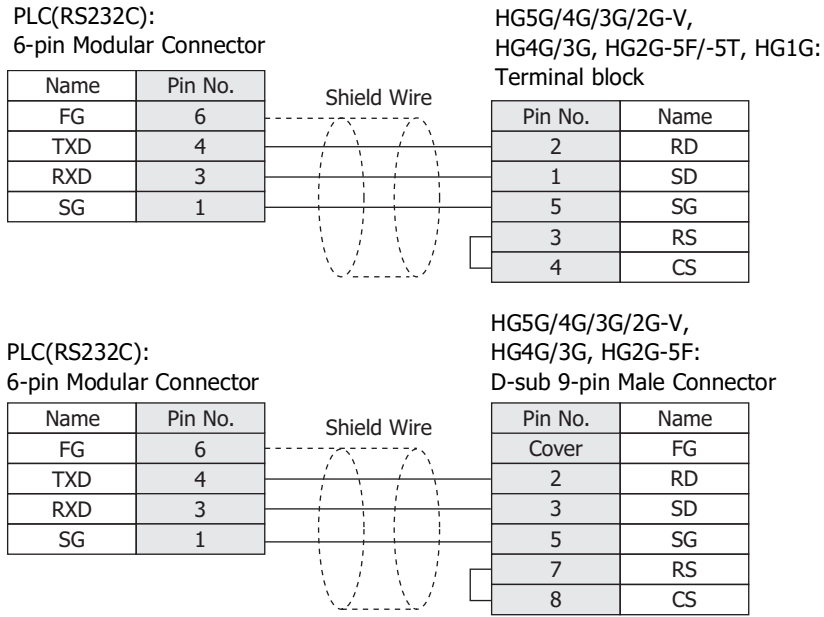 PLC(RS232C):
6-pin Modular Connector
HG5G/4G/3G/2G-V,
HG4G/3G, HG2G-5F/-5T, HG1G:
Terminal block
Name Pin No.
FG 6
TXD 4
RXD 3
SG 1
Shield Wire
Pin No. Name
2 RD
1 SD
5 SG
3 RS
4 CS
PLC(RS232C):
6-pin Modular Connector
HG5G/4G/3G/2G-V,
HG4G/3G, HG2G-5F:
D-sub 9-pin Male Connector
Name Pin No.
FG 6
TXD 4
RXD 3
SG 1
Shield Wire
Pin No. Name
Cover FG
2 RD
3 SD
5 SG
7 RS
8 CS